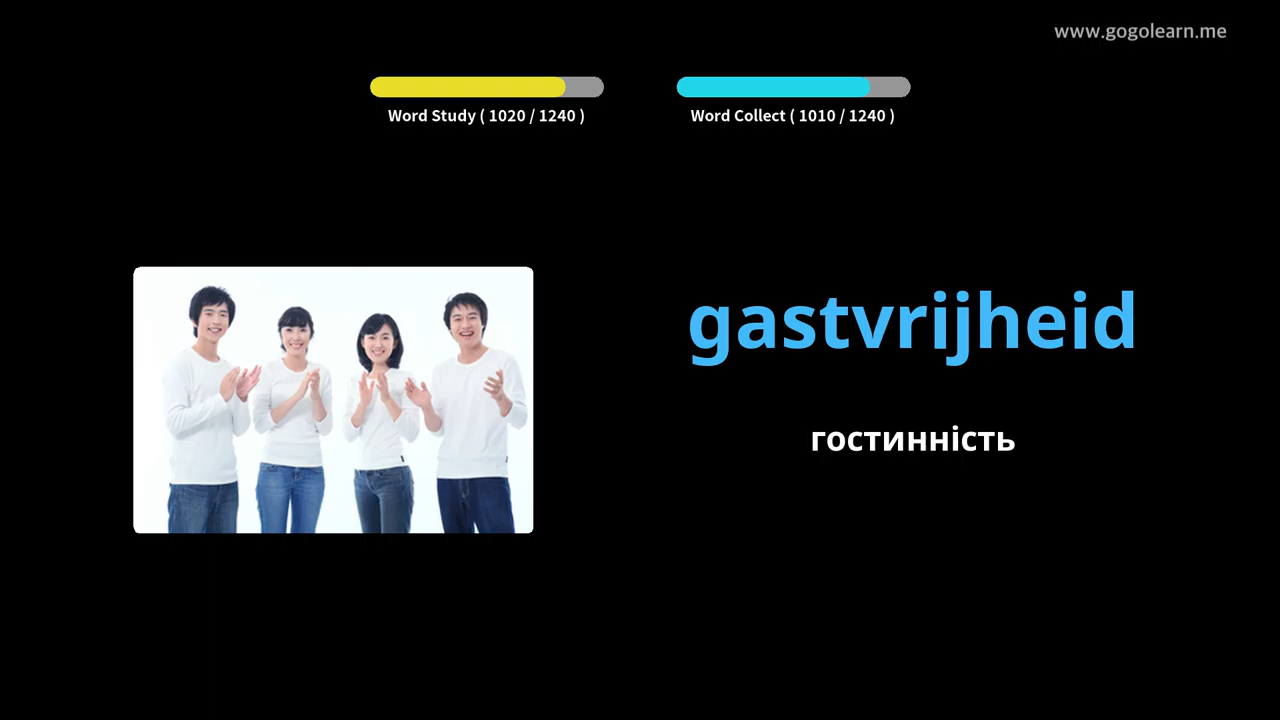 www.gogolearn.me
Word Study ( 1020 / 1240 )
Word Collect ( 1010 / 1240 )
gastvrijheid
гостинність